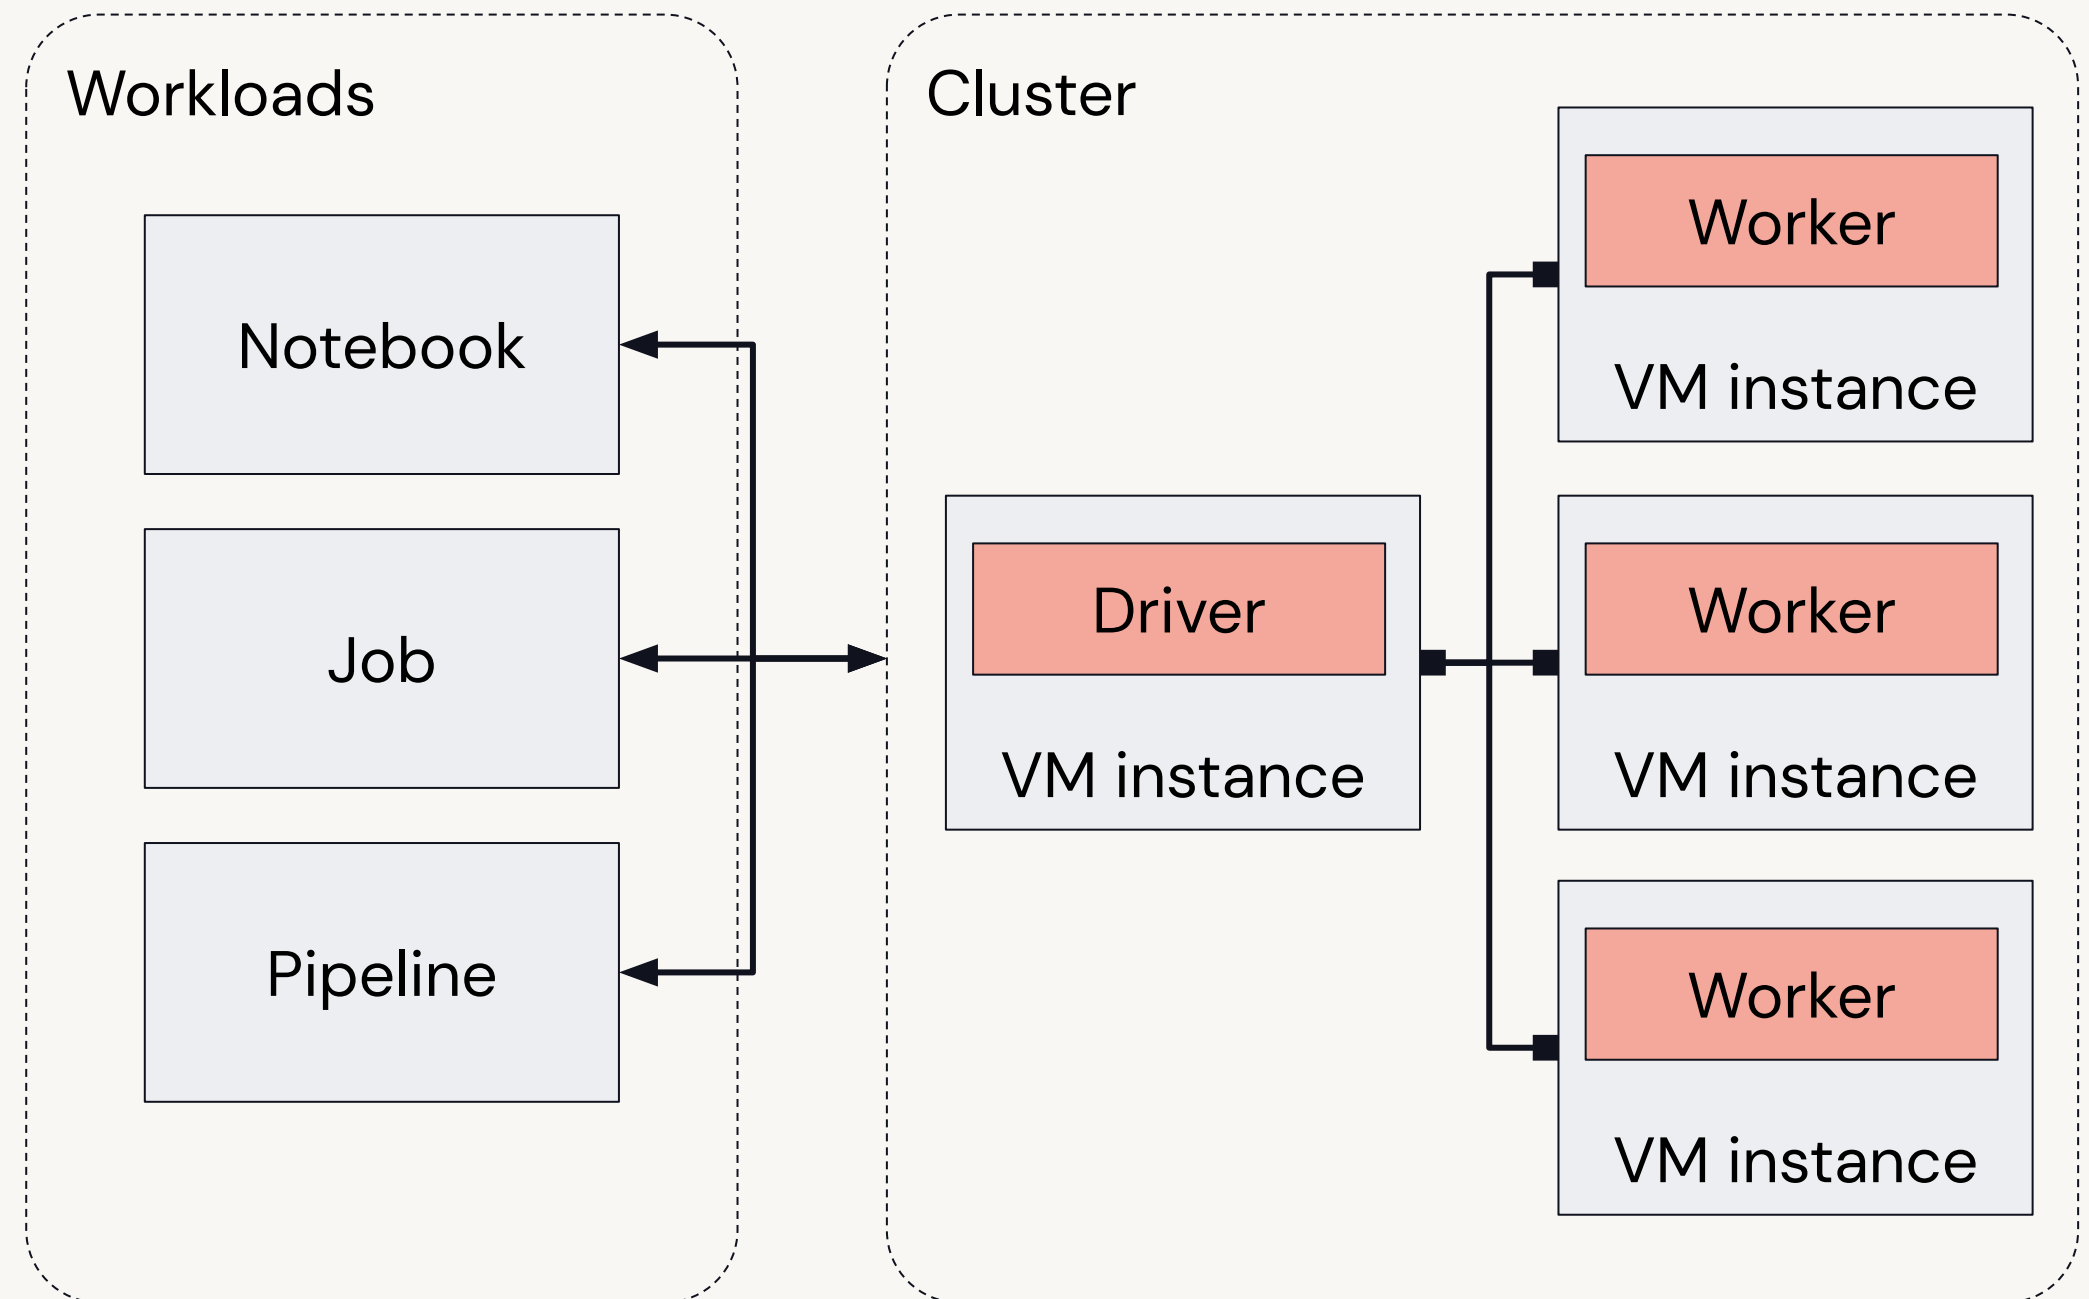 Workloads
Notebook
Job
Pipeline
Cluster
Driver
VM instance
Worker
VM instance
Worker
VM instance
Worker
VM instance